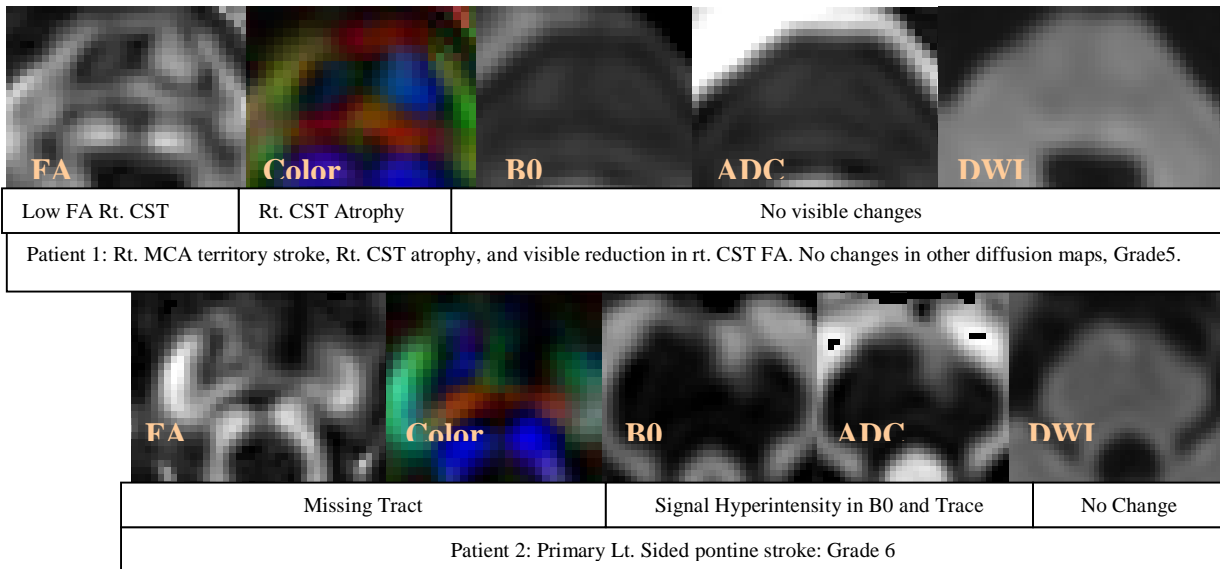 FA Color B0 ADC DWI
Low FA Rt. CST Rt. CST Atrophy No visible changes
Patient 1: Rt. MCA territory stroke, Rt. CST atrophy, and visible reduction in rt. CST FA. No changes in other diffusion maps, Grade5.
FA Color B0 ADC DWI
Missing Tract Signal Hyperintensity in B0 and Trace No Change
Patient 2: Primary Lt. Sided pontine stroke: Grade 6